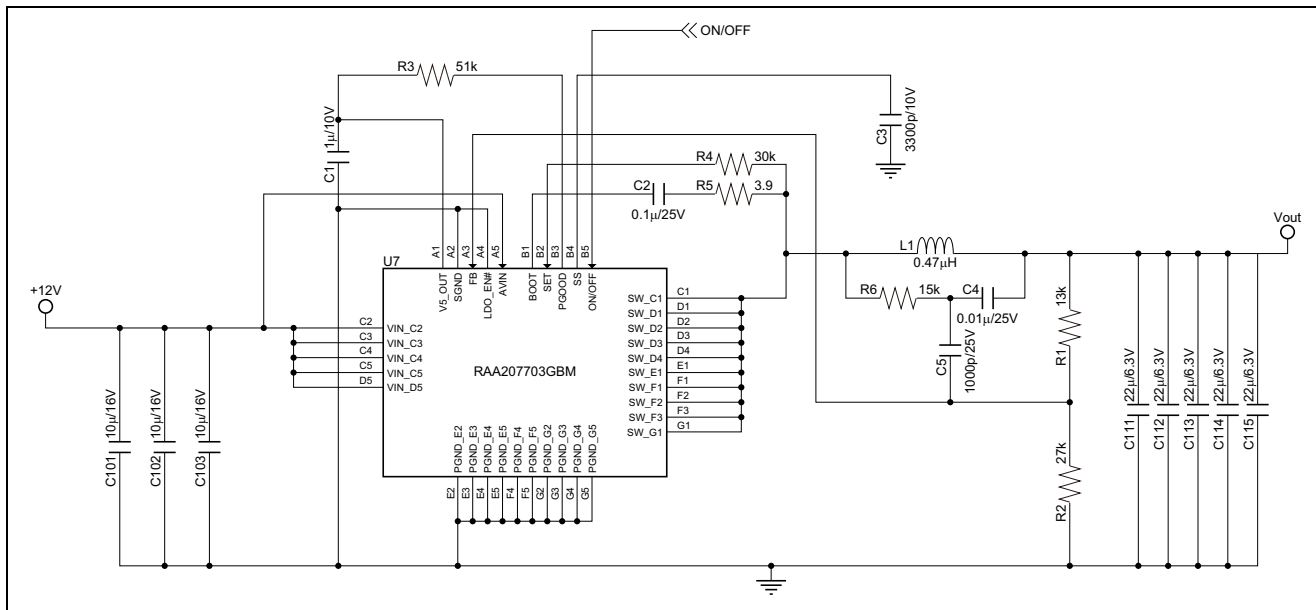 ON/OFF
R3 51k
1μ/10V
C1
C3
3300p/10V
R4 30k
C2
0.1μ/25V
R5 3.9
Vout
L1
0.47μH
R6 15k
C4
0.01μ/25V
C5
1000p/25V
13k
R1
27k
R2
+12V
U7
A1 A2 A3 A4 A5 B1 B2 B3 B4 B5
V5_OUT SGND FB LDO_EN# AVIN BOOT SET PGOOD SS ON/OFF
C2 VIN_C2
C3 VIN_C3
C4 VIN_C4
C5 VIN_C5
D5 VIN_D5
RAA207703GBM
SW_C1 C1
SW_D1 D1
SW_D2 D2
SW_D3 D3
SW_D4 D4
SW_E1 E1
SW_F1 F1
SW_F2 F2
SW_F3 F3
SW_G1 G1
PGND_E2 PGND_E3 PGND_E4 PGND_E5 PGND_F4 PGND_F5 PGND_G2 PGND_G3 PGND_G4 PGND_G5
E2 E3 E4 E5 F4 F5 G2 G3 G4 G5
C101 10μ/16V
C102 10μ/16V
C103 10μ/16V
C111 22μ/6.3V
C112 22μ/6.3V
C113 22μ/6.3V
C114 22μ/6.3V
C115 22μ/6.3V